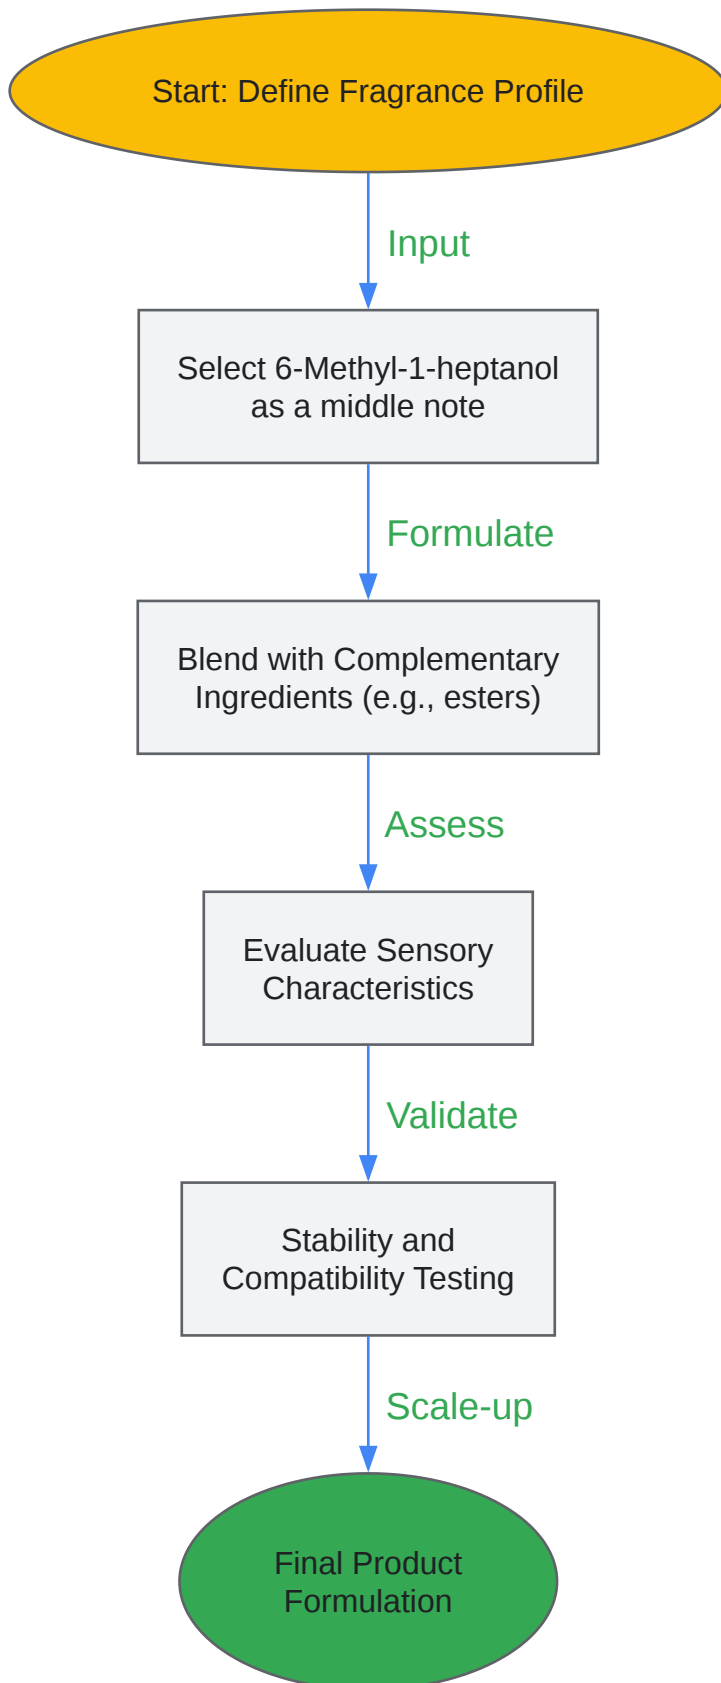 Start: Define Fragrance Profile
Input
Select 6-Methyl-1-heptanol
as a middle note
Formulate
Blend with Complementary
Ingredients (e.g., esters)
Assess
Evaluate Sensory
Characteristics
Validate
Stability and
Compatibility Testing
Scale-up
Final Product
Formulation